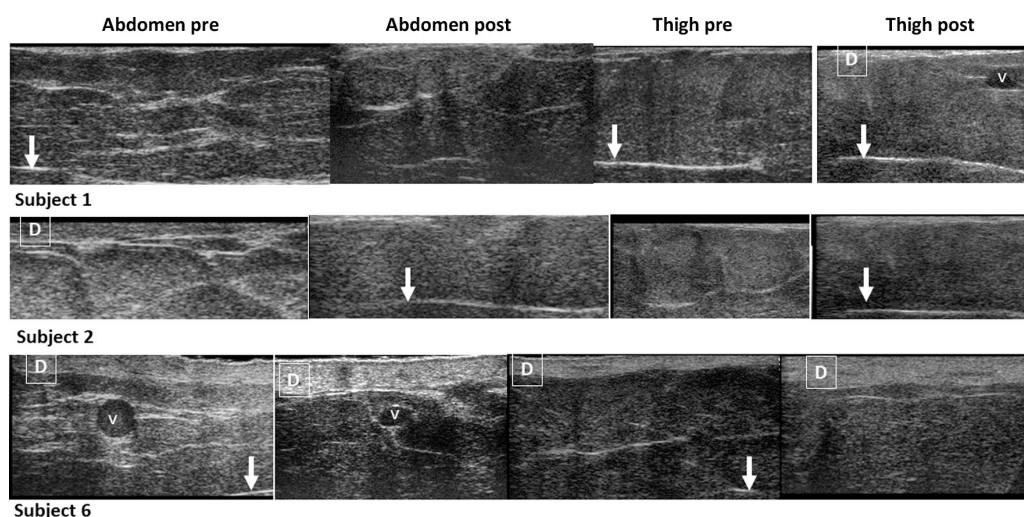 Abdomen pre Abdomen post Thigh pre Thigh post
D V
Subject 1
D
Subject 2
D V D V D D
Subject 6